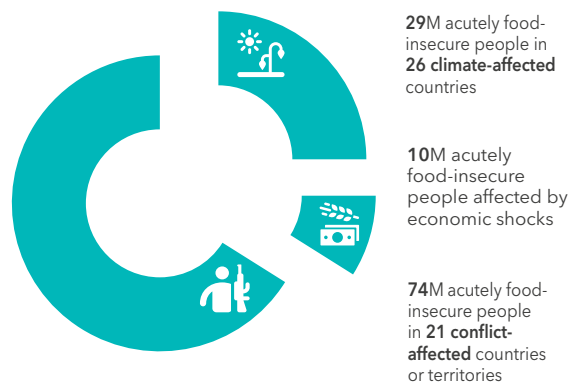 29M acutely food-
insecure people in
26 climate-affected
countries
10M acutely
food-insecure
people affected by
economic shocks
74M acutely food-
insecure people
in 21 conflict-
affected countries
or territories